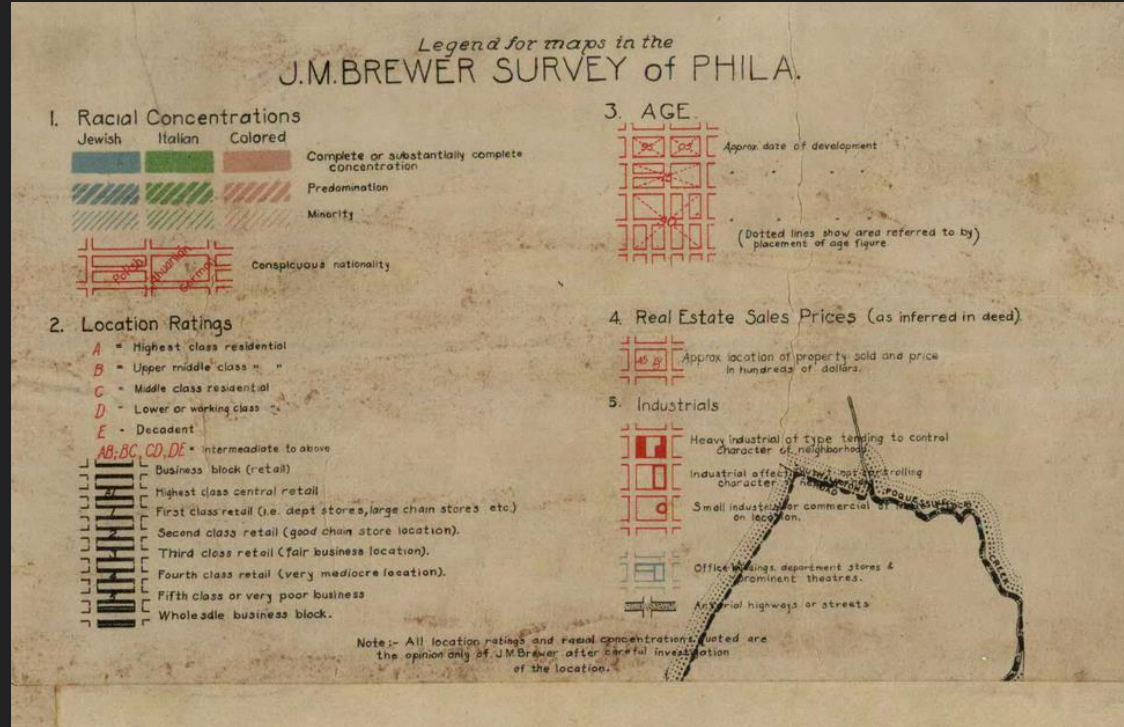 Legend for maps in the
J.M.BREWER SURVEY of PHILA.
1. Racial Concentrations
Jewish Italian Colored
Complete or substantially complete
concentration
Predomination
Minority
Polish Lithuanian German
Conspicuous nationality
2. Location Ratings
A = Highest class residential
B = Upper middle class " "
C = Middle class residential
D - Lower or working class "
E - Decadent
AB; BC, CD, DE = Intermediate to above
Business block (retail)
Highest class central retail
First class retail (i.e. dept stores, large chain stores etc.)
Second class retail (good chain store location).
Third class retail (fair business location).
Fourth class retail (very mediocre location).
Fifth class or very poor business
Wholesale business block.
3. AGE.
95 05
Approx. date of development
90
(Dotted lines show area referred to by)
placement of age figure
4. Real Estate Sales Prices (as inferred in deed).
Approx location of property sold and price
in hundreds of dollars.
5. Industrials
Heavy industrial of type tending to control
character of neighborhood.
Industrial but not controlling
character
Small industrial or commercial
on location.
POQUESSING
CREEK
Office buildings, department stores &
prominent theatres.
Arterial highways or streets
Note:- All location ratings and racial concentrations quoted are
the opinion only of J.M.Brewer after careful investigation
of the location.